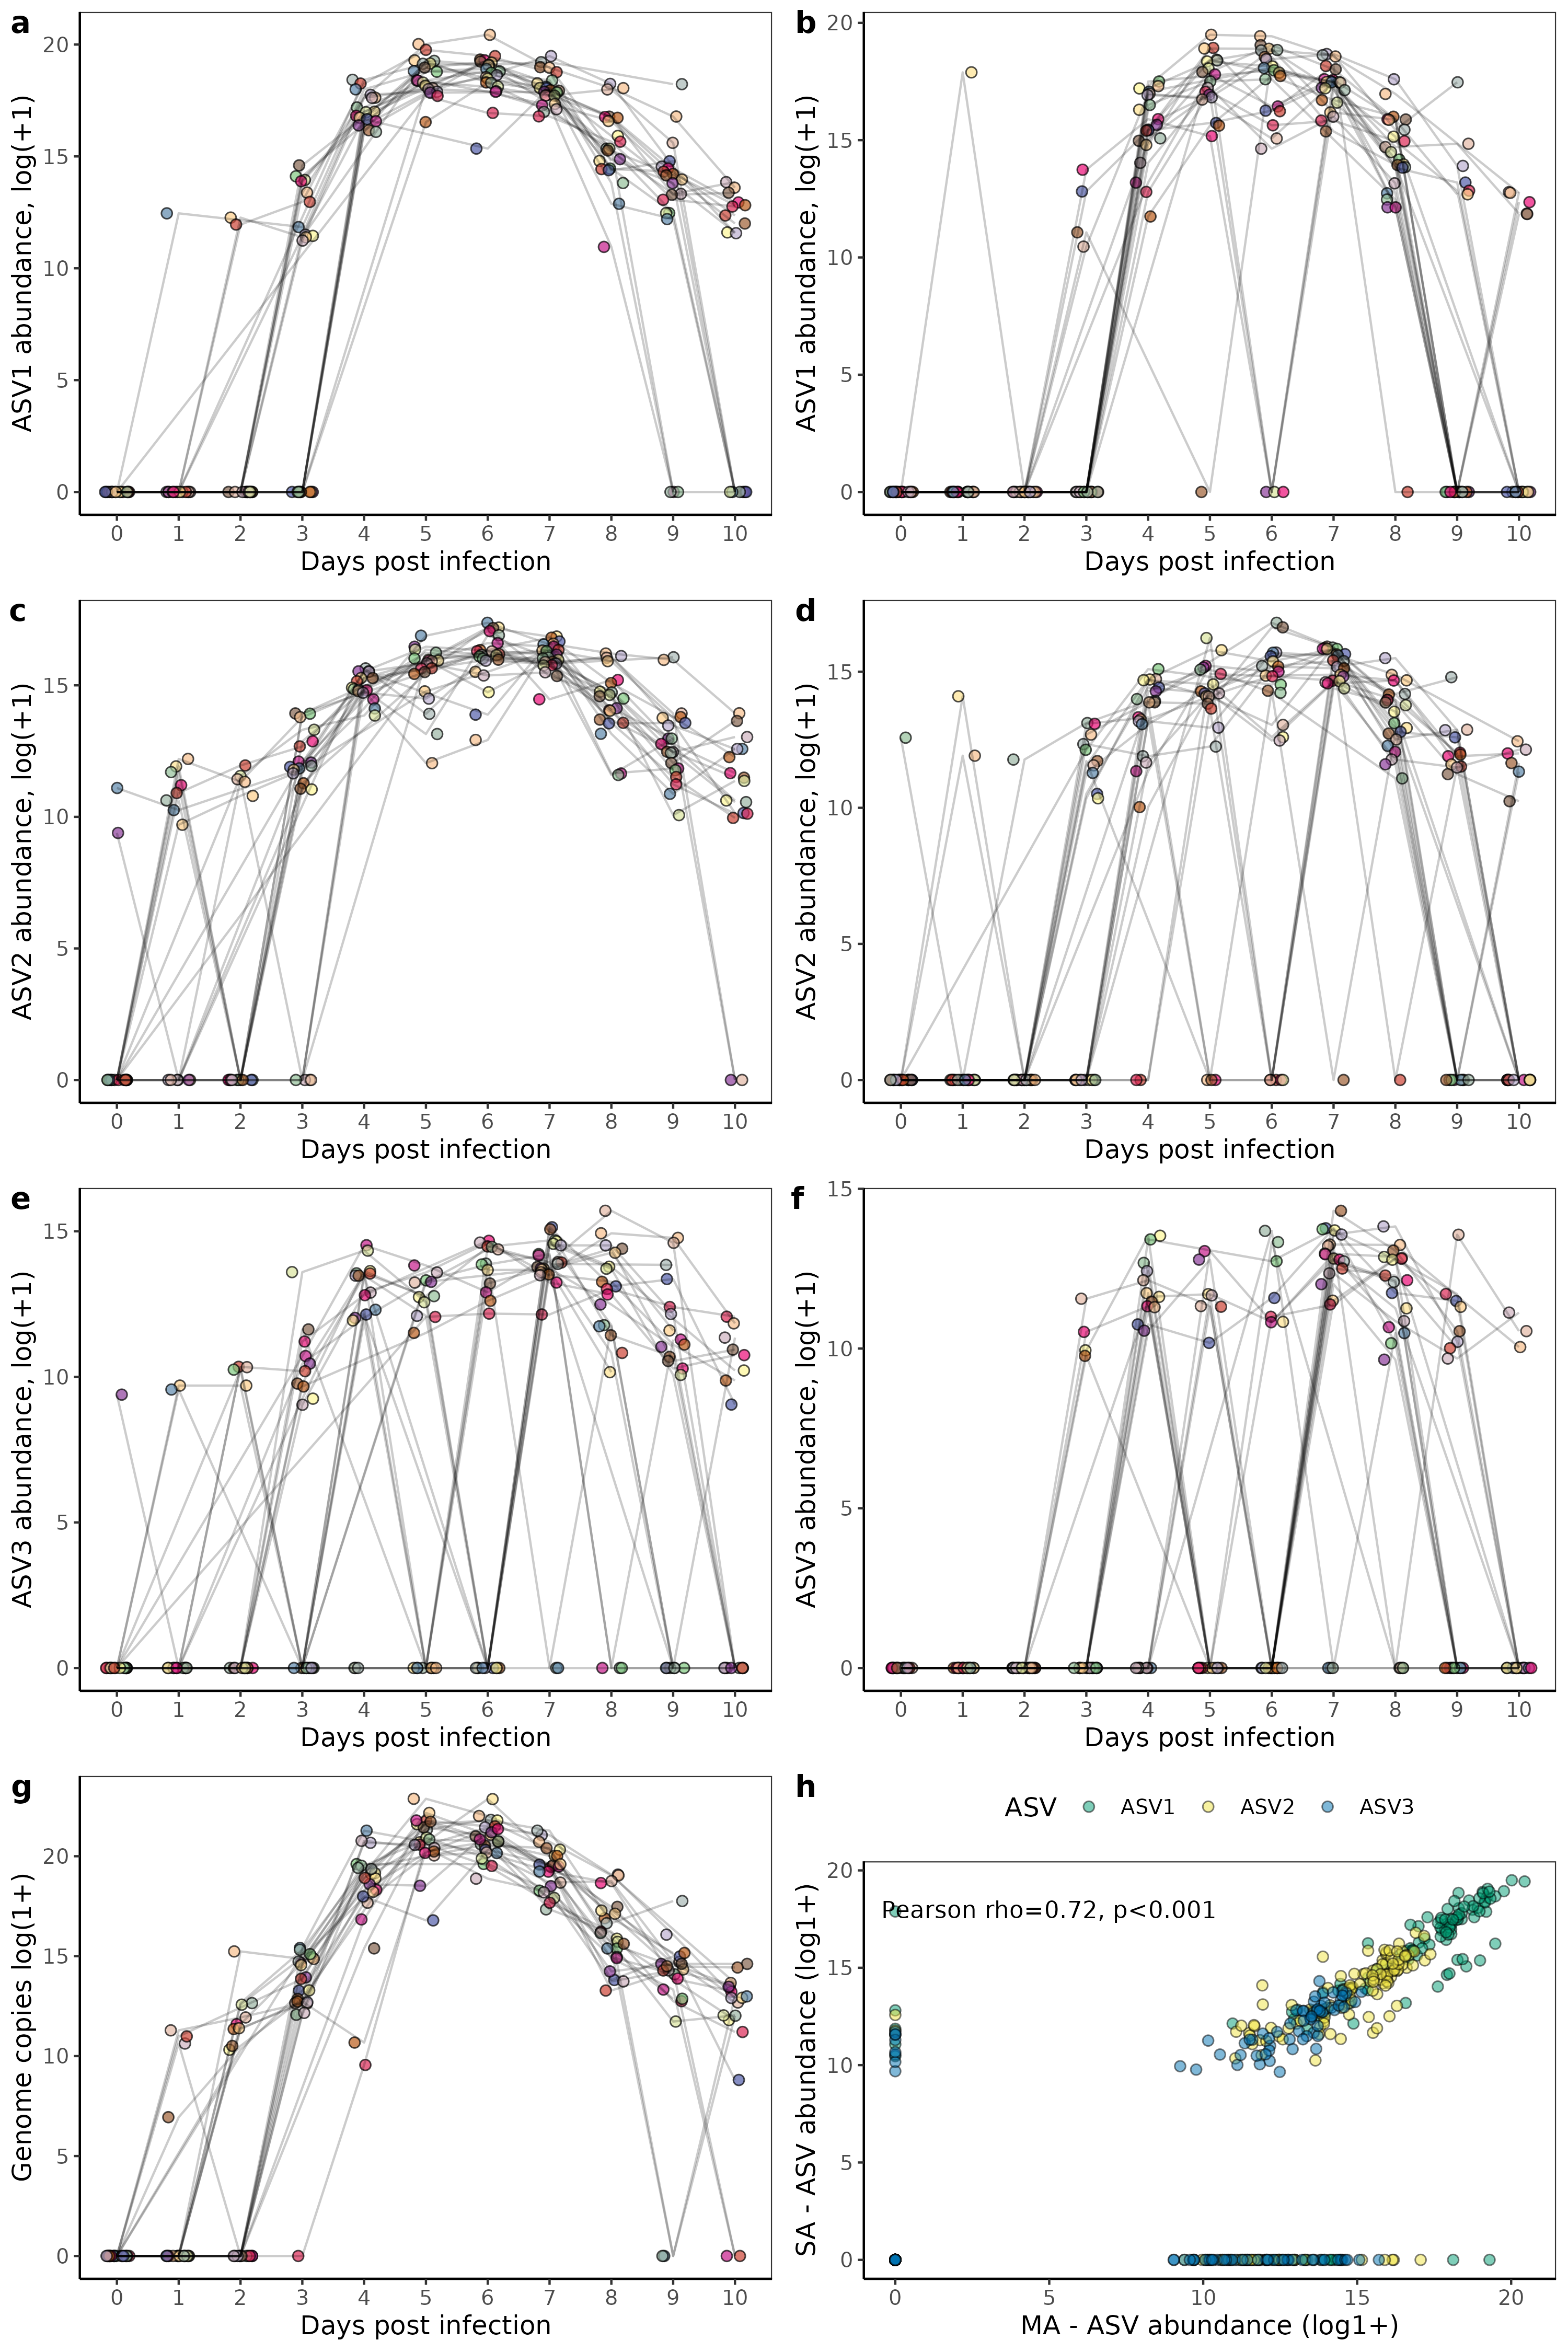 a
20
15
10
5
0
ASV1 abundance, log(+1)
0 1 2 3 4 5 6 7 8 9 10
Days post infection
b
20
15
10
5
0
ASV1 abundance, log(+1)
0 1 2 3 4 5 6 7 8 9 10
Days post infection
c
15
10
5
0
ASV2 abundance, log(+1)
0 1 2 3 4 5 6 7 8 9 10
Days post infection
d
15
10
5
0
ASV2 abundance, log(+1)
0 1 2 3 4 5 6 7 8 9 10
Days post infection
e
15
10
5
0
ASV3 abundance, log(+1)
0 1 2 3 4 5 6 7 8 9 10
Days post infection
f
15
10
5
0
ASV3 abundance, log(+1)
0 1 2 3 4 5 6 7 8 9 10
Days post infection
g
20
15
10
5
0
Genome copies log(1+)
0 1 2 3 4 5 6 7 8 9 10
Days post infection
h
ASV ASV1 ASV2 ASV3
20
15
10
5
0
SA - ASV abundance (log1+)
Pearson rho=0.72, p<0.001
0 5 10 15 20
MA - ASV abundance (log1+)